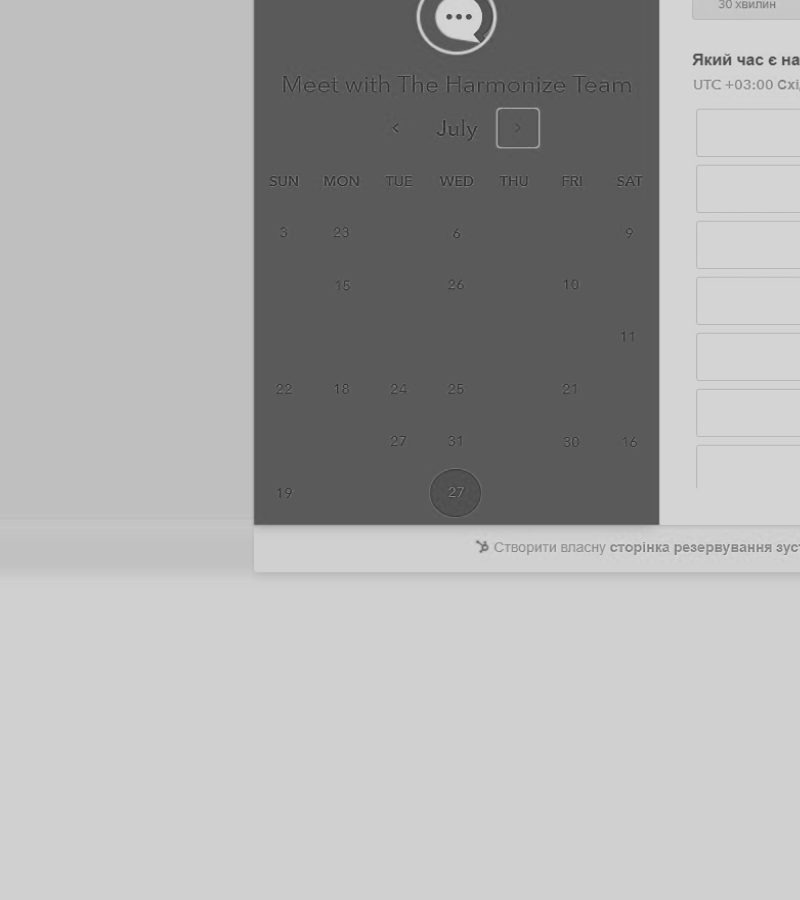 30 хвилин
Який час є на
UTC +03:00 Схі
Meet with The Harmonize Team
July
SUN MON TUE WED THU FRI SAT
3 23 6 9
15 26 10
11
22 18 24 25 21
27 31 30 16
19 27
Створити власну сторінка резервування зуст